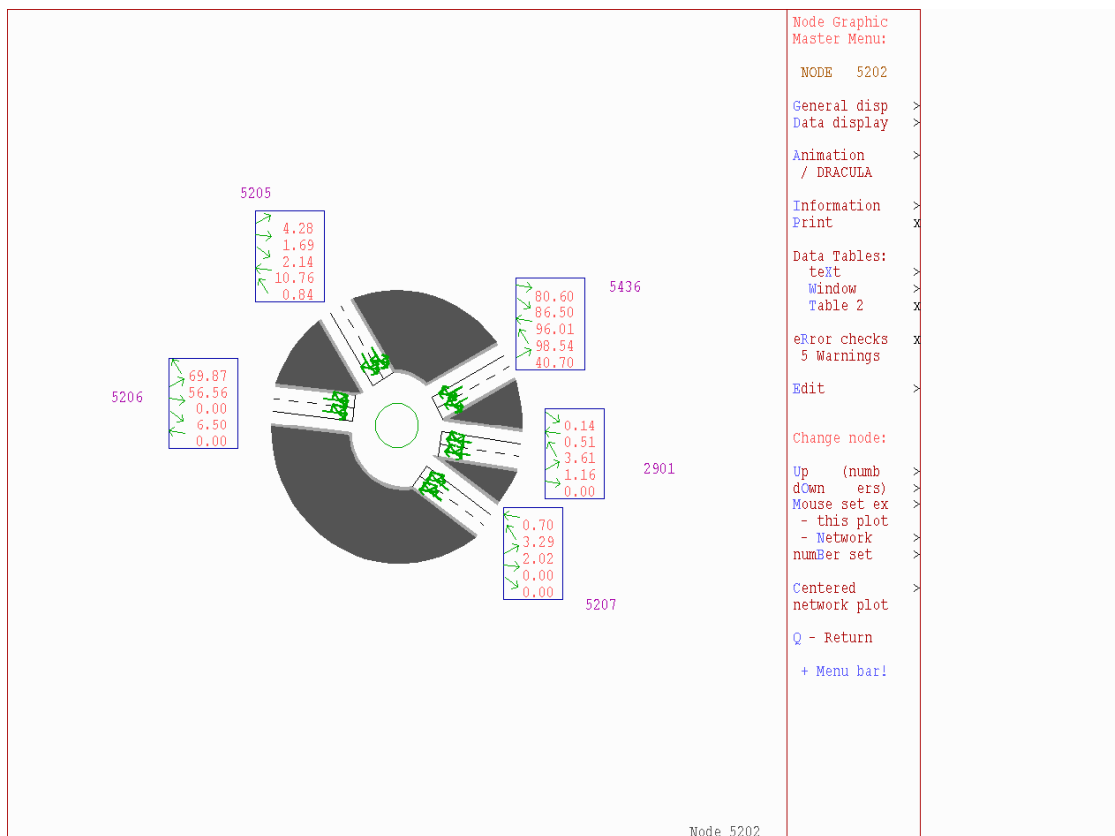 5205
4.28
1.69
2.14
10.76
0.84
5436
80.60
86.50
96.01
98.54
40.70
5206
69.87
56.56
0.00
6.50
0.00
2901
0.14
0.51
3.61
1.16
0.00
0.70
3.29
2.02
0.00
0.00
5207
Node 5202
Node Graphic
Master Menu:
NODE 5202
General disp >
Data display >
Animation >
/ DRACULA
Information >
Print x
Data Tables:
teXt >
Window >
Table 2 x
eRror checks x
5 Warnings
Edit >
Change node:
Up (numb >
dOwn ers) >
Mouse set ex >
- this plot
- Network >
numBer set >
Centered >
network plot
Q - Return
+ Menu bar!